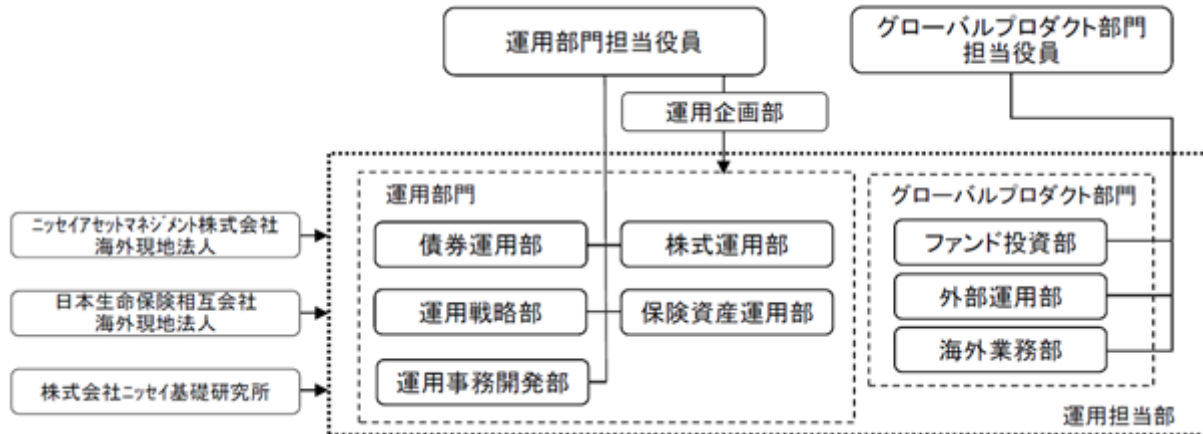 運用部門担当役員
グローバルプロダクト部門
担当役員
運用企画部
運用部門
グローバルプロダクト部門
ニッセイアセットマネジメント株式会社
海外現地法人
債券運用部
株式運用部
ファンド投資部
日本生命保険相互会社
海外現地法人
運用戦略部
保険資産運用部
外部運用部
海外業務部
株式会社ニッセイ基礎研究所
運用事務開発部
運用担当部